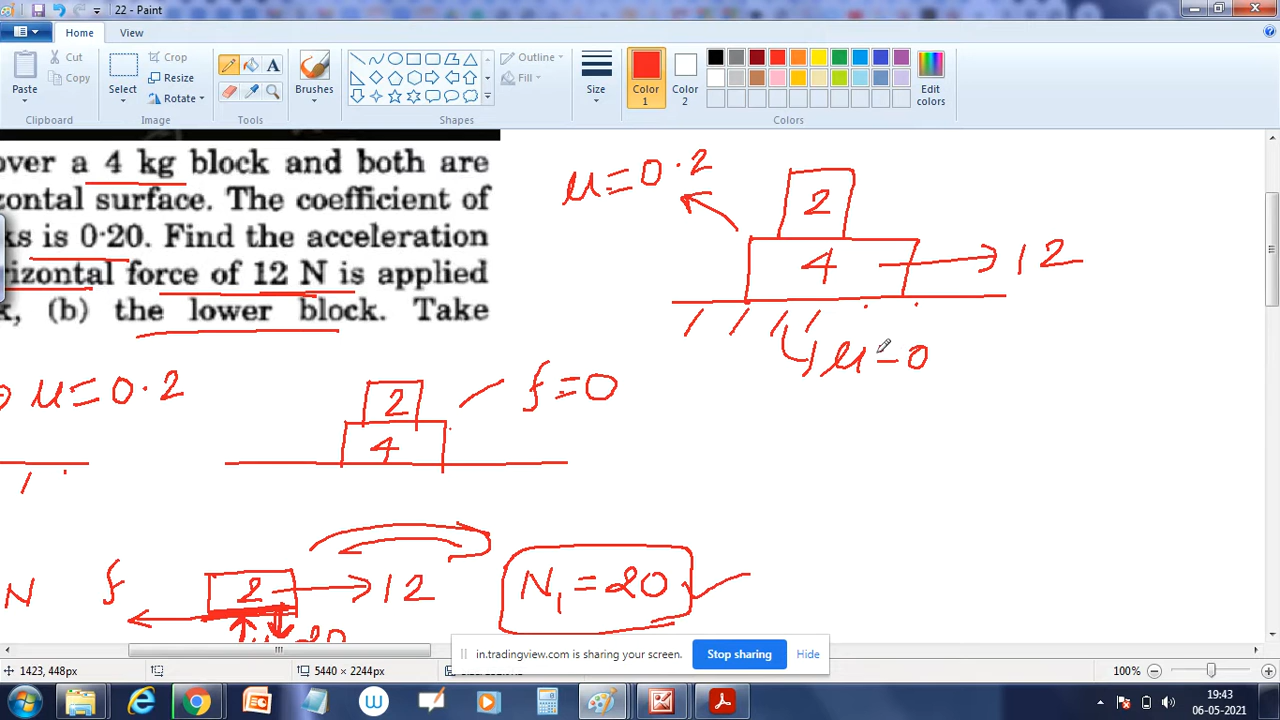 22 - Paint
Home
View
Paste
Cut
Copy
Clipboard
Select
Crop
Resize
Rotate
Image
A
Tools
Brushes
Shapes
Outline
Fill
Size
Color 1
Color 2
Edit colors
Colors
over a 4 kg block and both are
zontal surface. The coefficient of
ks is 0·20. Find the acceleration
rizontal force of 12 N is applied
k, (b) the lower block. Take
μ=0.2
2
4
12
μ=0
μ=0.2
2
4
f=0
N
f
2
12
N₁=20
20
in.tradingview.com is sharing your screen.
Stop sharing
Hide
1423, 448px
5440 × 2244px
100%
19:43
06-05-2021